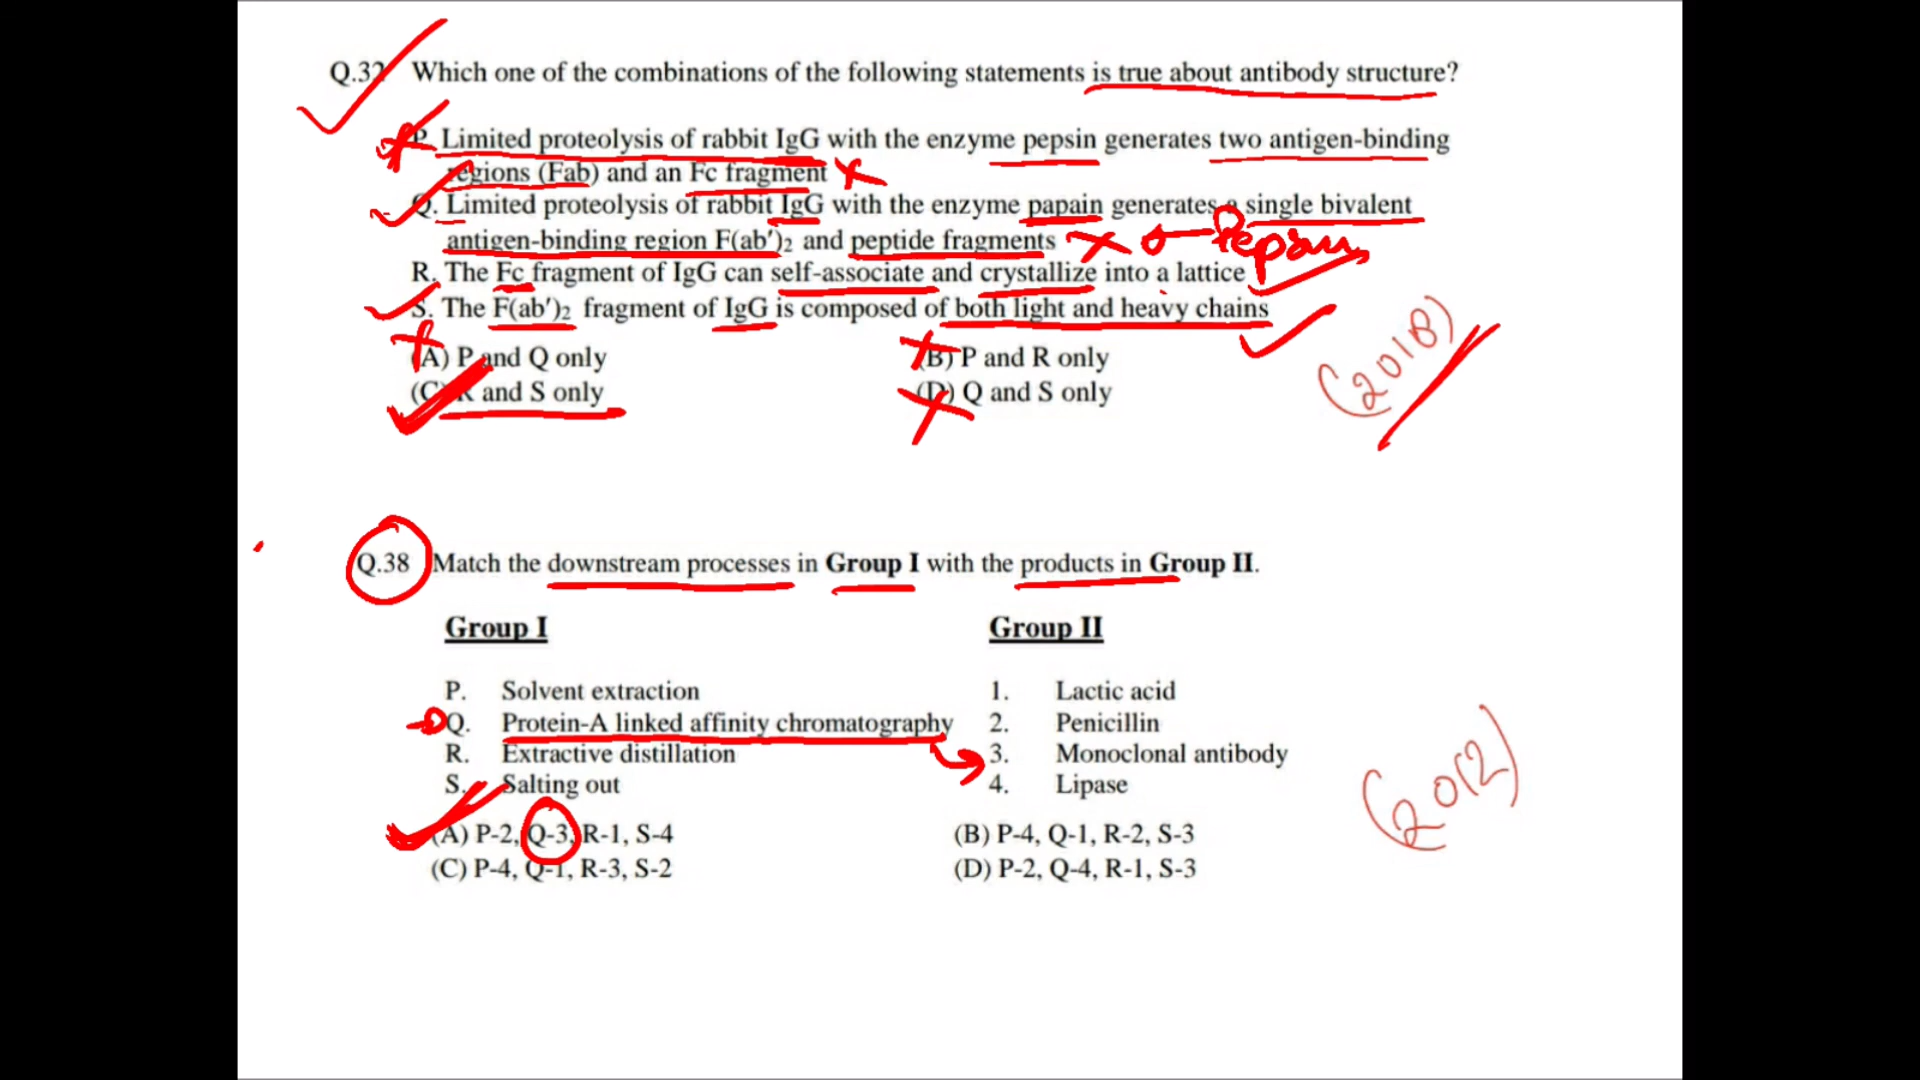 Q.32 Which one of the combinations of the following statements is true about antibody structure?
P. Limited proteolysis of rabbit IgG with the enzyme pepsin generates two antigen-binding
regions (Fab) and an Fc fragment
Q. Limited proteolysis of rabbit IgG with the enzyme papain generates a single bivalent
antigen-binding region F(ab′)₂ and peptide fragments
R. The Fc fragment of IgG can self-associate and crystallize into a lattice
S. The F(ab′)₂ fragment of IgG is composed of both light and heavy chains
(A) P and Q only (B) P and R only
(C) R and S only (D) Q and S only
(2018)
Q.38 Match the downstream processes in Group I with the products in Group II.
Group I Group II
P. Solvent extraction 1. Lactic acid
Q. Protein-A linked affinity chromatography 2. Penicillin
R. Extractive distillation 3. Monoclonal antibody
S. Salting out 4. Lipase
(2012)
(A) P-2, Q-3, R-1, S-4 (B) P-4, Q-1, R-2, S-3
(C) P-4, Q-1, R-3, S-2 (D) P-2, Q-4, R-1, S-3